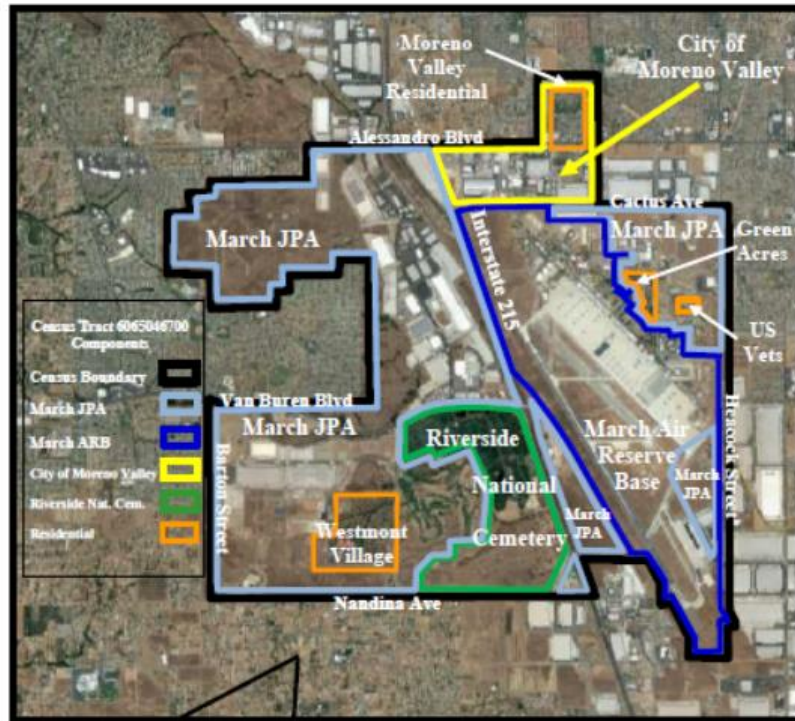 Moreno
Valley
Residential
City of
Moreno Valley
Alessandro Blvd
Cactus Ave
March JPA
March JPA
Green
Acres
Interstate 215
US
Vets
Census Tract 6065046700
Components
Census Boundary
March JPA
March ARB
City of Moreno Valley
Riverside Nat. Cem.
Residential
Van Buren Blvd
March JPA
Riverside
National
Cemetery
March Air
Reserve
Base
March
JPA
Heacock Street
Barton Street
Westmont
Village
March
JPA
Nandina Ave